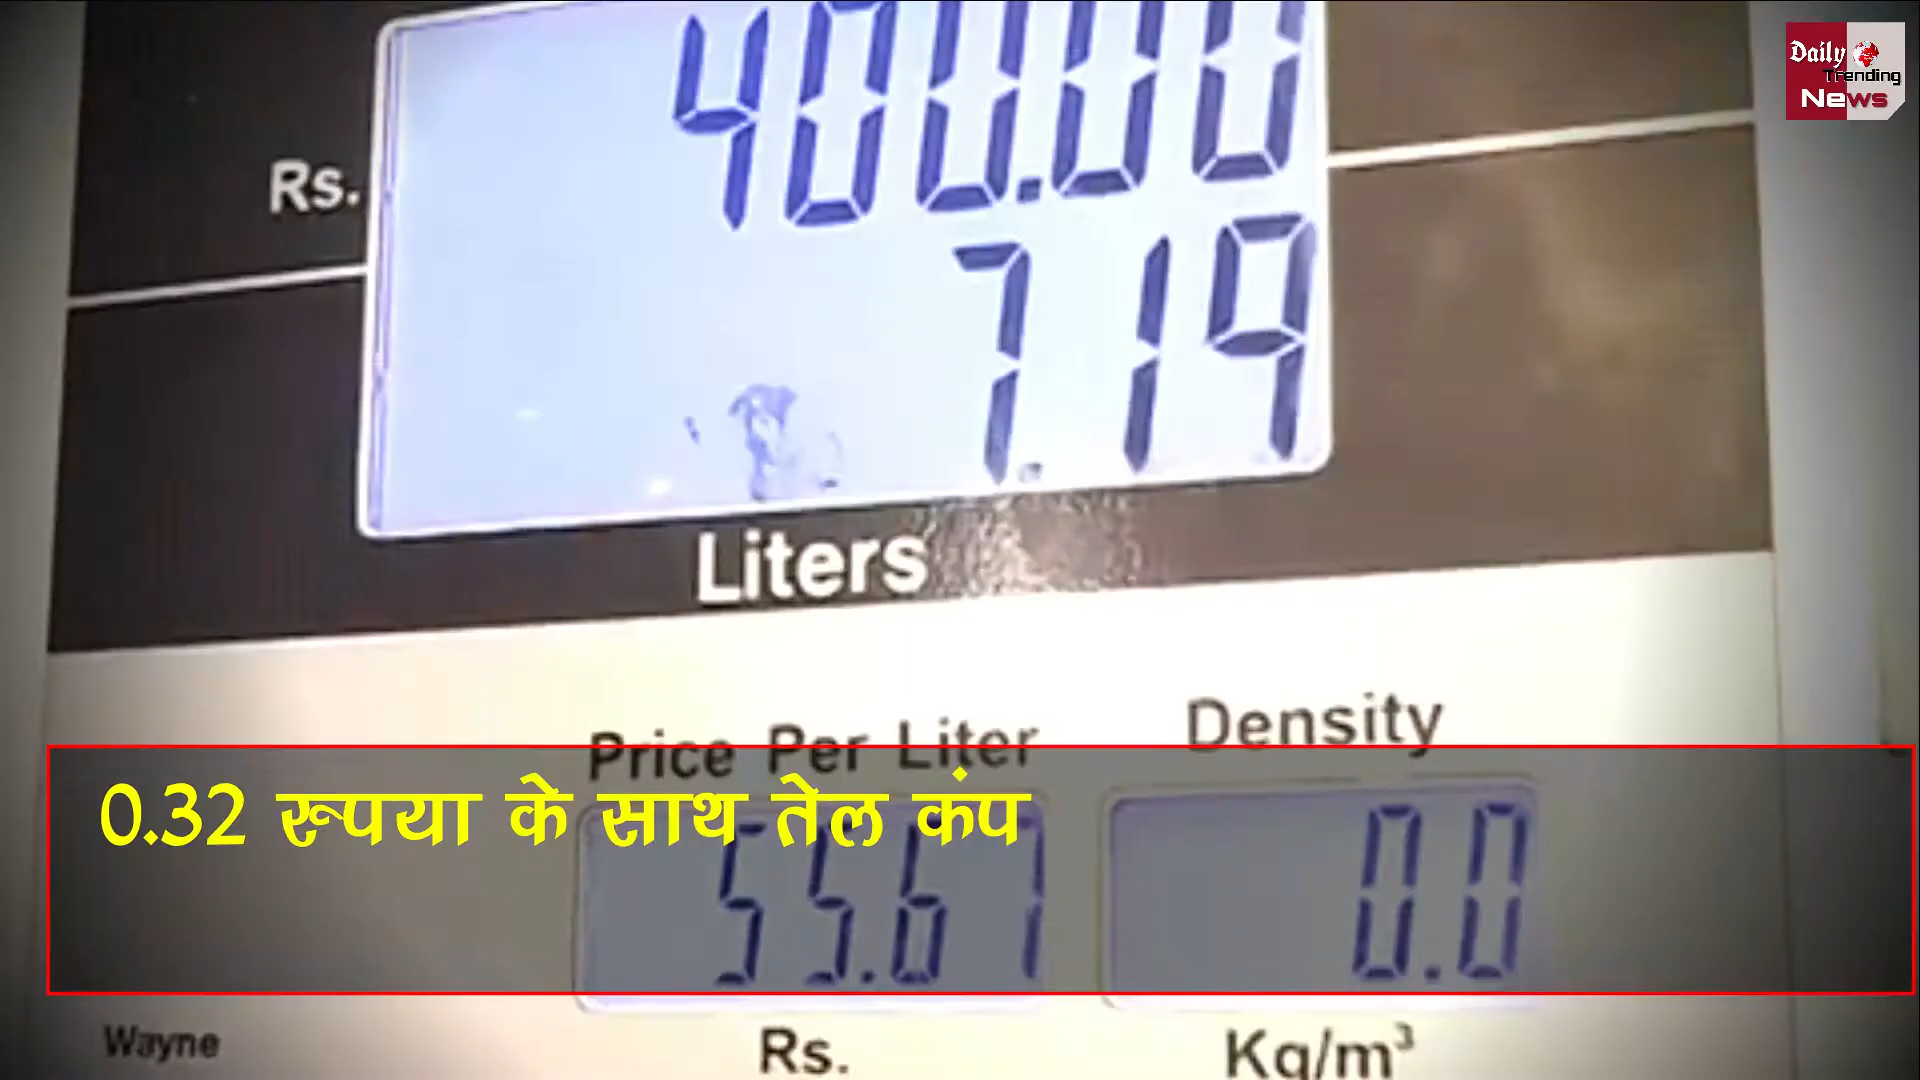 Daily
Trending
News
Rs.
400.00
7.19
Liters
Price Per Liter
Density
0.32 रूपया के साथ तेल कंप
55.67
0.0
Wayne
Rs.
Kg/m³